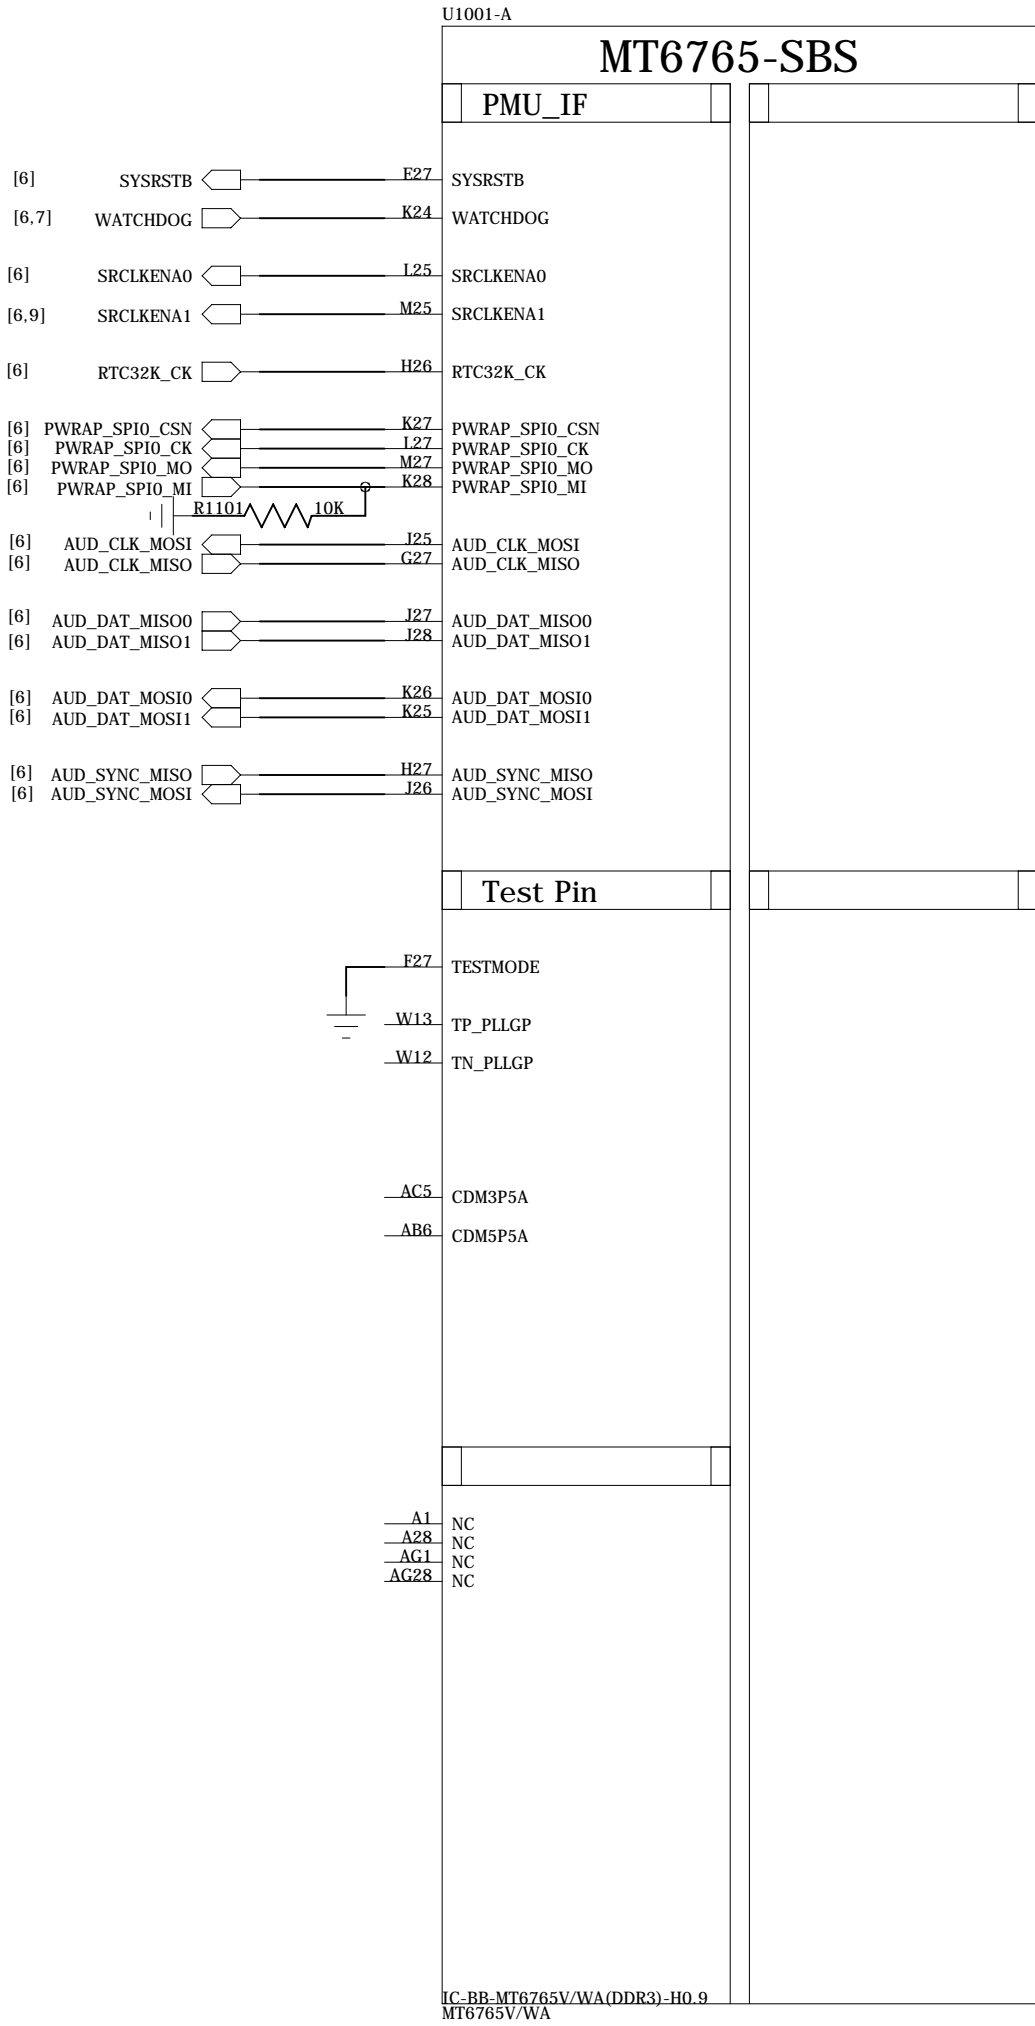 U1001-A
MT6765-SBS
PMU_IF
[6] SYSRSTB E27 SYSRSTB
[6,7] WATCHDOG K24 WATCHDOG
[6] SRCLKENA0 L25 SRCLKENA0
[6,9] SRCLKENA1 M25 SRCLKENA1
[6] RTC32K_CK H26 RTC32K_CK
[6] PWRAP_SPI0_CSN K27 PWRAP_SPI0_CSN
[6] PWRAP_SPI0_CK L27 PWRAP_SPI0_CK
[6] PWRAP_SPI0_MO M27 PWRAP_SPI0_MO
[6] PWRAP_SPI0_MI K28 PWRAP_SPI0_MI
R1101 10K
[6] AUD_CLK_MOSI J25 AUD_CLK_MOSI
[6] AUD_CLK_MISO G27 AUD_CLK_MISO
[6] AUD_DAT_MISO0 J27 AUD_DAT_MISO0
[6] AUD_DAT_MISO1 J28 AUD_DAT_MISO1
[6] AUD_DAT_MOSI0 K26 AUD_DAT_MOSI0
[6] AUD_DAT_MOSI1 K25 AUD_DAT_MOSI1
[6] AUD_SYNC_MISO H27 AUD_SYNC_MISO
[6] AUD_SYNC_MOSI J26 AUD_SYNC_MOSI
Test Pin
F27 TESTMODE
W13 TP_PLLGP
W12 TN_PLLGP
AC5 CDM3P5A
AB6 CDM5P5A
A1 NC
A28 NC
AG1 NC
AG28 NC
IC-BB-MT6765V/WA(DDR3)-H0.9
MT6765V/WA